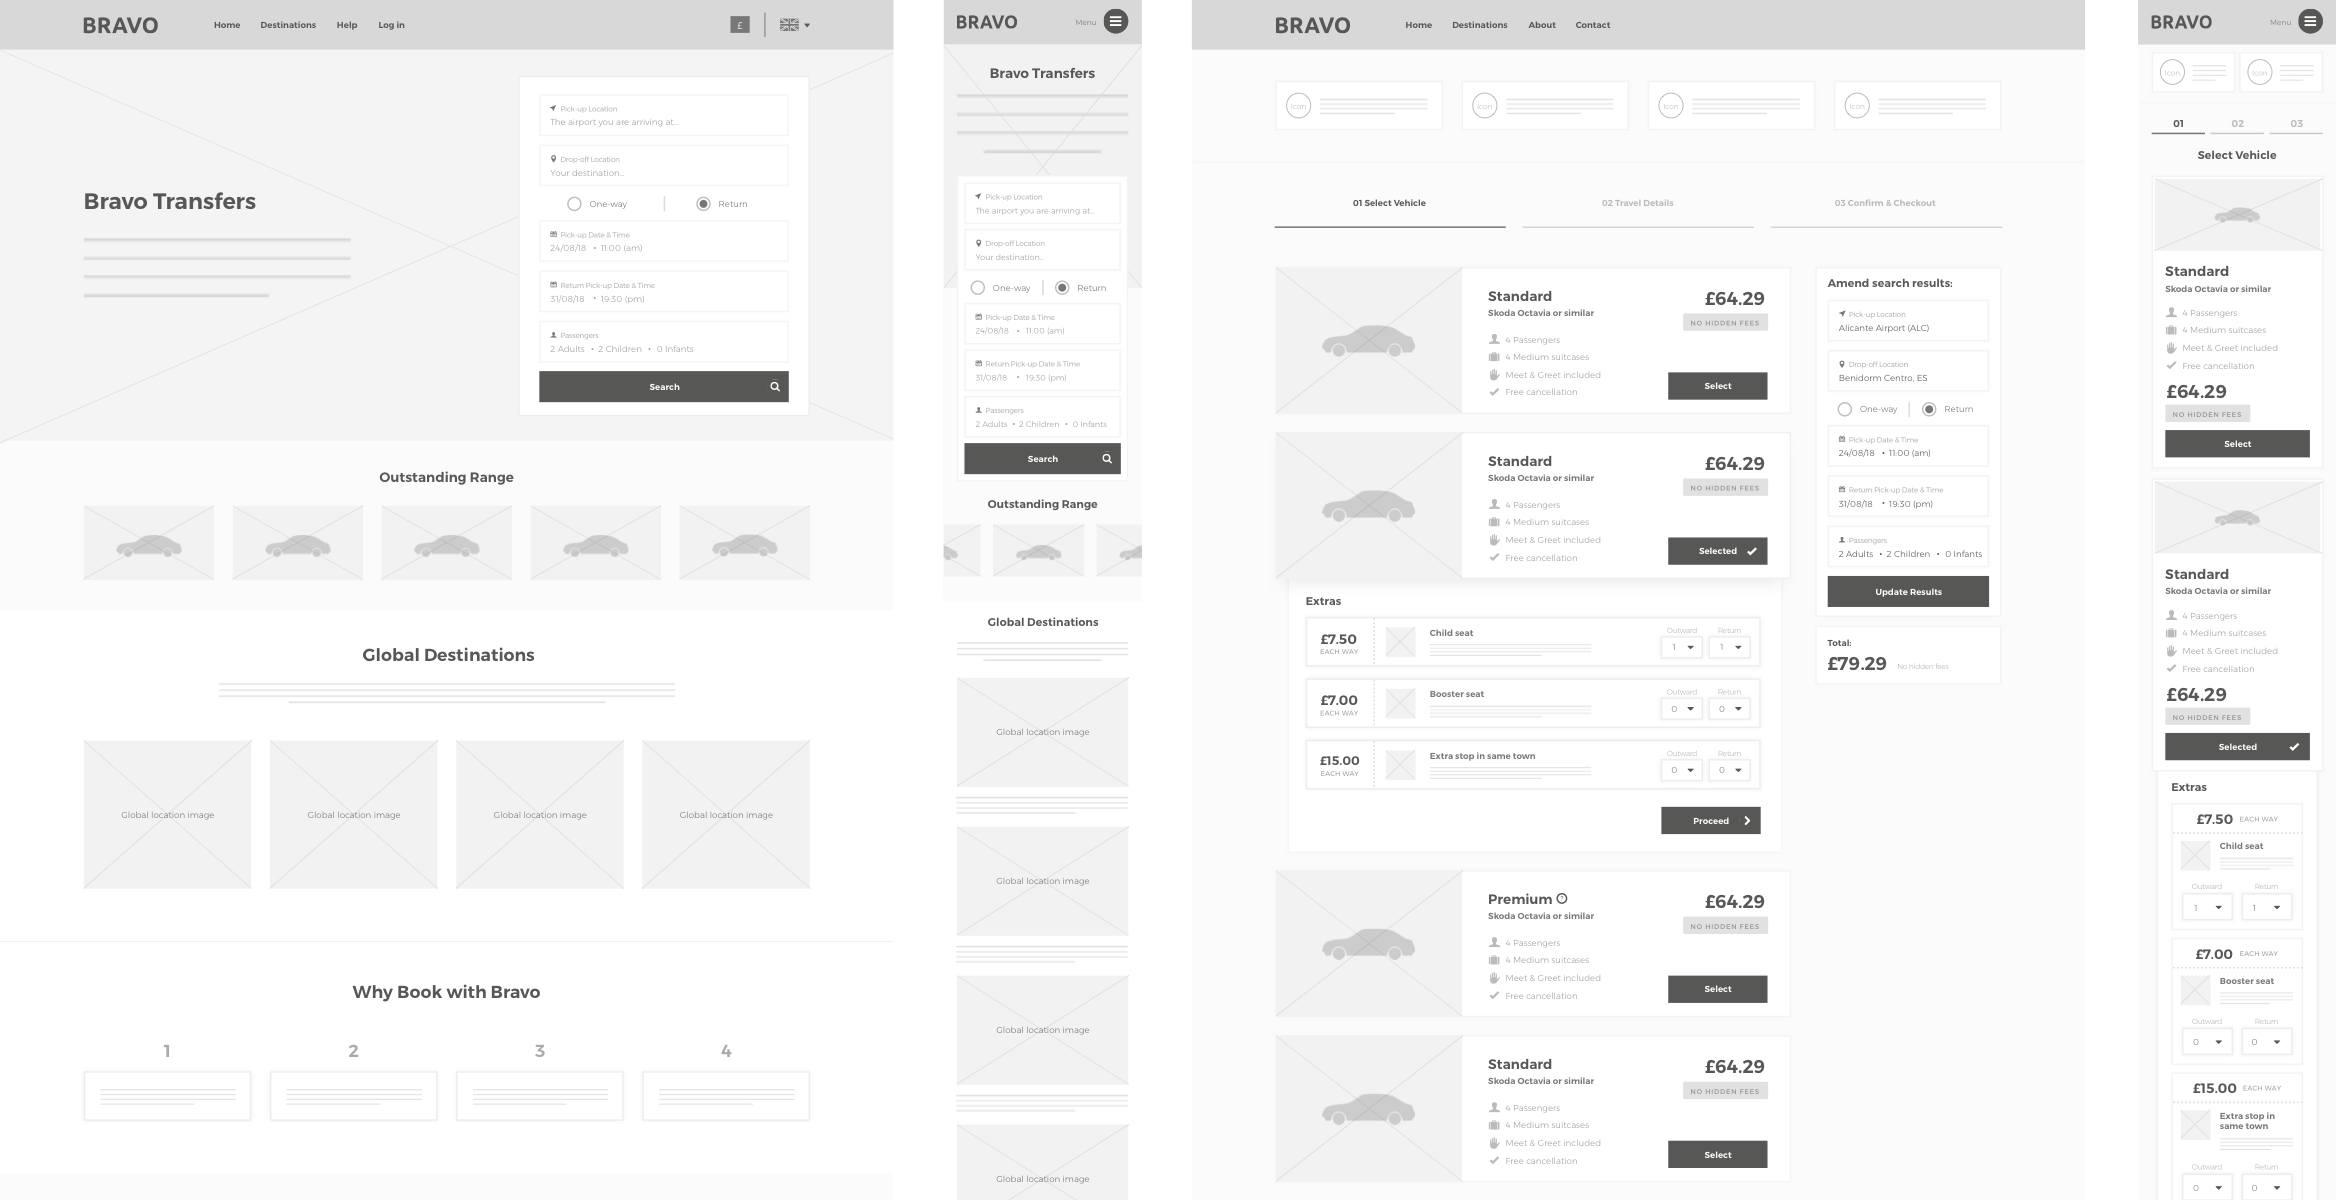 BRAVO
Home Destinations Help Log in
£
Bravo Transfers
Pick-up Location
The airport you are arriving at...
Drop-off Location
Your destination...
One-way Return
Pick-up Date & Time
24/08/18 • 11:00 (am)
Return Pick-up Date & Time
31/08/18 • 19:30 (pm)
Passengers
2 Adults • 2 Children • 0 Infants
Search
Outstanding Range
Global Destinations
Global location image
Global location image
Global location image
Global location image
Why Book with Bravo
1
2
3
4
BRAVO
Menu
Bravo Transfers
Pick-up Location
The airport you are arriving at...
Drop-off Location
Your destination...
One-way Return
Pick-up Date & Time
24/08/18 • 11:00 (am)
Return Pick-up Date & Time
31/08/18 • 19:30 (pm)
Passengers
2 Adults • 2 Children • 0 Infants
Search
Outstanding Range
Global Destinations
Global location image
Global location image
Global location image
Global location image
BRAVO
Home Destinations About Contact
Icon
Icon
Icon
Icon
01 Select Vehicle
02 Travel Details
03 Confirm & Checkout
Standard
Skoda Octavia or similar
4 Passengers
4 Medium suitcases
Meet & Greet included
Free cancellation
£64.29
NO HIDDEN FEES
Select
Standard
Skoda Octavia or similar
4 Passengers
4 Medium suitcases
Meet & Greet included
Free cancellation
£64.29
NO HIDDEN FEES
Selected
Extras
£7.50
EACH WAY
Child seat
Outward Return
1 1
£7.00
EACH WAY
Booster seat
Outward Return
0 0
£15.00
EACH WAY
Extra stop in same town
Outward Return
0 0
Proceed
Premium
Skoda Octavia or similar
4 Passengers
4 Medium suitcases
Meet & Greet included
Free cancellation
£64.29
NO HIDDEN FEES
Select
Standard
Skoda Octavia or similar
4 Passengers
4 Medium suitcases
Meet & Greet included
Free cancellation
£64.29
NO HIDDEN FEES
Select
Amend search results:
Pick-up Location
Alicante Airport (ALC)
Drop-off Location
Benidorm Centro, ES
One-way Return
Pick-up Date & Time
24/08/18 • 11:00 (am)
Return Pick-up Date & Time
31/08/18 • 19:30 (pm)
Passengers
2 Adults • 2 Children • 0 Infants
Update Results
Total:
£79.29 No hidden fees
BRAVO
Menu
Icon
Icon
01 02 03
Select Vehicle
Standard
Skoda Octavia or similar
4 Passengers
4 Medium suitcases
Meet & Greet included
Free cancellation
£64.29
NO HIDDEN FEES
Select
Standard
Skoda Octavia or similar
4 Passengers
4 Medium suitcases
Meet & Greet included
Free cancellation
£64.29
NO HIDDEN FEES
Selected
Extras
£7.50 EACH WAY
Child seat
Outward Return
1 1
£7.00 EACH WAY
Booster seat
Outward Return
0 0
£15.00 EACH WAY
Extra stop in
same town
Outward Return
0 0